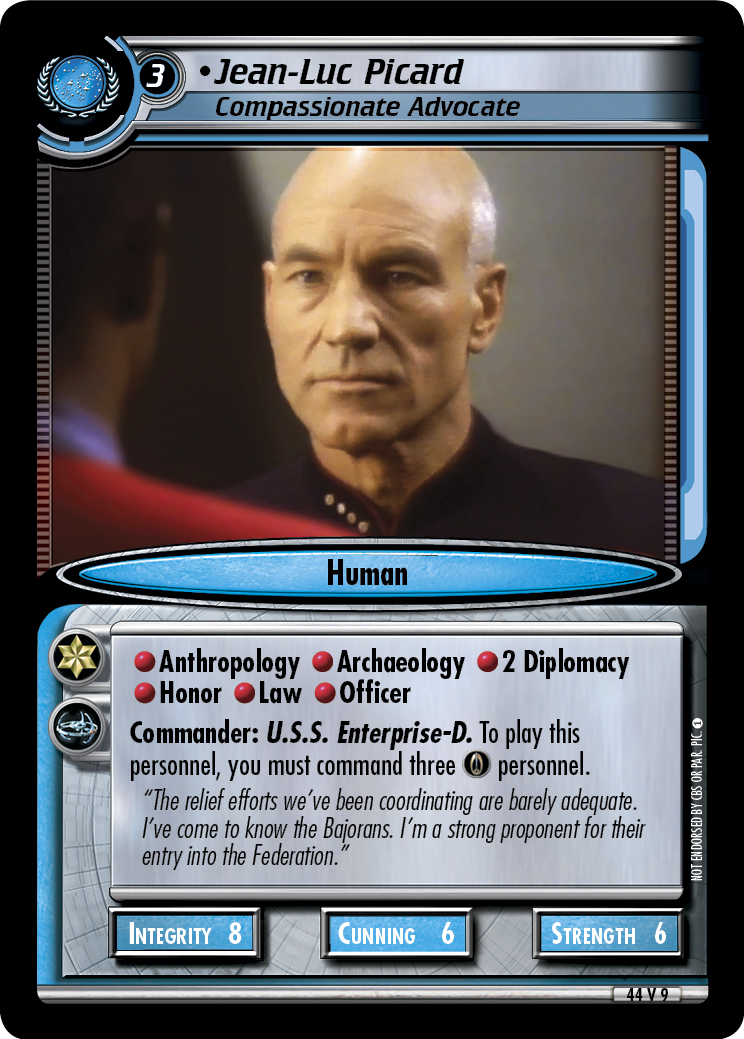 3
•Jean-Luc Picard
Compassionate Advocate
Human
Anthropology Archaeology 2 Diplomacy
Honor Law Officer
Commander: U.S.S. Enterprise-D. To play this
personnel, you must command three personnel.
“The relief efforts we’ve been coordinating are barely adequate.
I’ve come to know the Bajorans. I’m a strong proponent for their
entry into the Federation.”
NOT ENDORSED BY CBS OR PAR. PIC. 1
INTEGRITY 8
CUNNING 6
STRENGTH 6
44 V 9